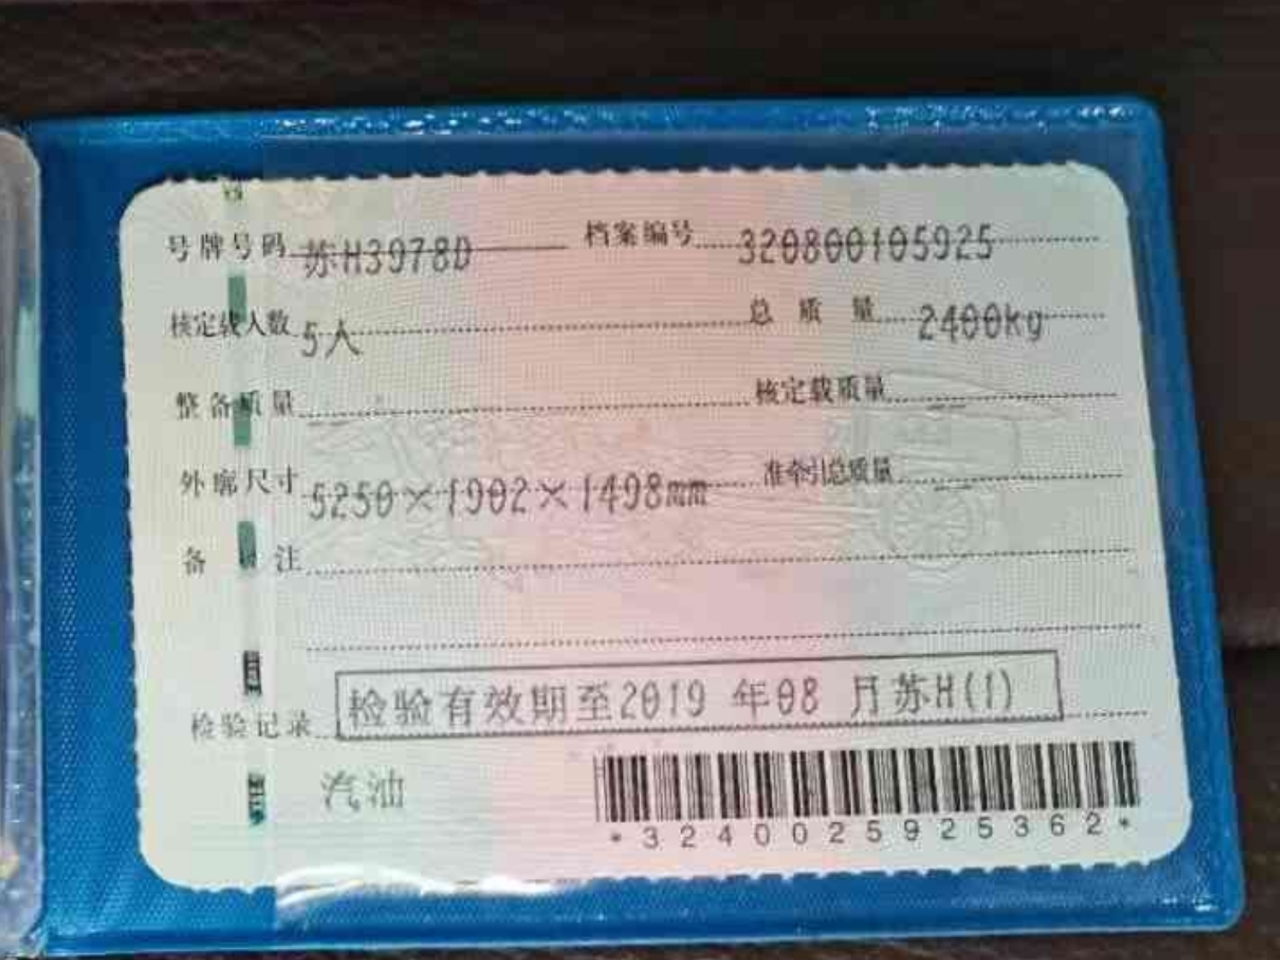 号牌号码 苏H3978D 档案编号 320800105925
核定载人数 5人 总质量 2400kg
整备质量 -- 核定载质量 --
外廓尺寸 5250×1902×1498mm 准牵引总质量 --
备注
检验记录 检验有效期至2019年08月苏H(1)
汽油
*3240025925362*